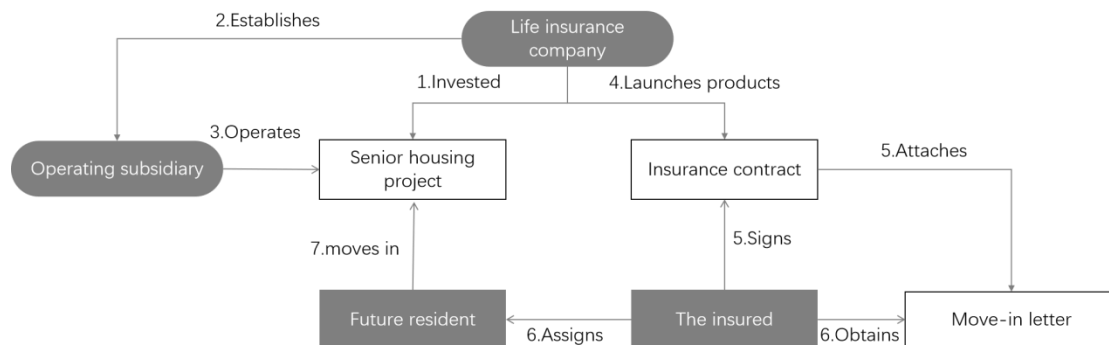 2.Establishes
Life insurance
company
1.Invested
4.Launches products
3.Operates
Operating subsidiary
Senior housing
project
Insurance contract
5.Attaches
7.moves in
5.Signs
Future resident
6.Assigns
The insured
6.Obtains
Move-in letter